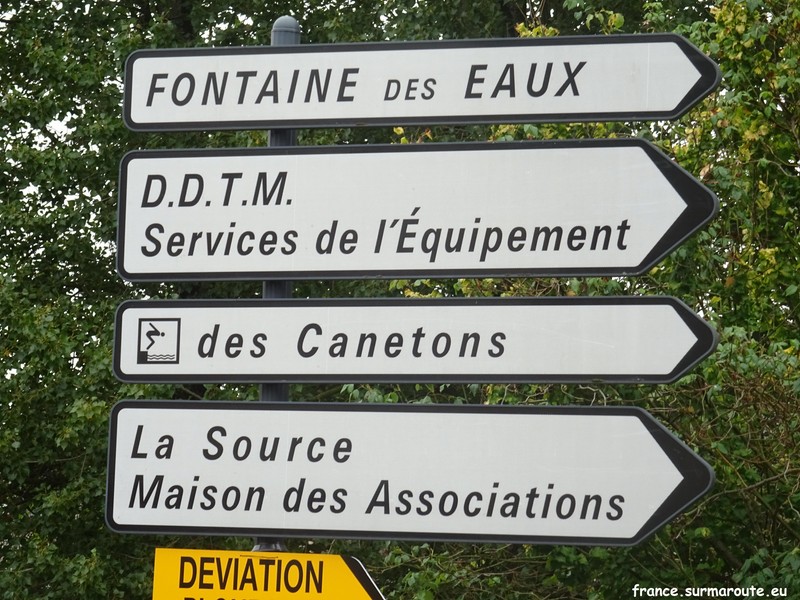 FONTAINE DES EAUX
D.D.T.M.
Services de l'Équipement
des Canetons
La Source
Maison des Associations
DEVIATION
france.surmaroute.eu